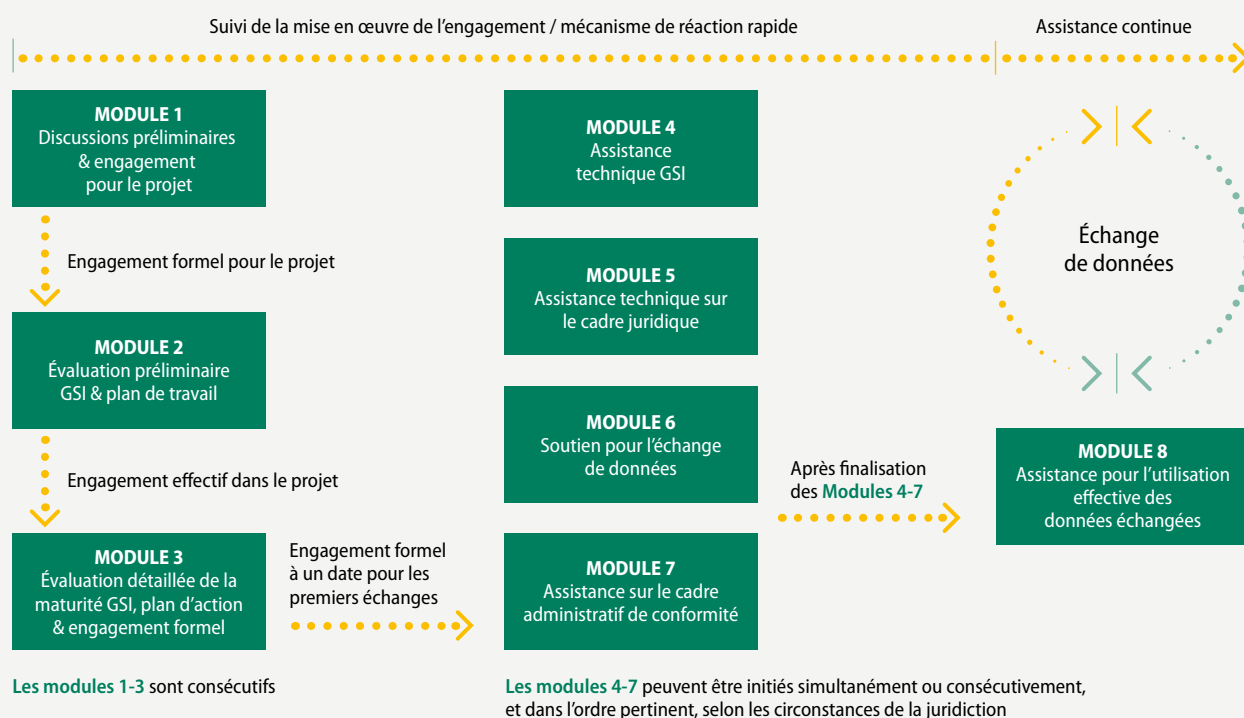 Suivi de la mise en œuvre de l'engagement / mécanisme de réaction rapide
Assistance continue
MODULE 1
Discussions préliminaires
& engagement
pour le projet
Engagement formel pour le projet
MODULE 2
Évaluation préliminaire
GSI & plan de travail
Engagement effectif dans le projet
MODULE 3
Évaluation détaillée de la
maturité GSI, plan d'action
& engagement formel
Les modules 1-3 sont consécutifs
Engagement formel
à un date pour les
premiers échanges
MODULE 4
Assistance
technique GSI
MODULE 5
Assistance technique sur
le cadre juridique
MODULE 6
Soutien pour l'échange
de données
MODULE 7
Assistance sur le cadre
administratif de conformité
Les modules 4-7 peuvent être initiés simultanément ou consécutivement,
et dans l'ordre pertinent, selon les circonstances de la juridiction
Après finalisation
des Modules 4-7
Échange
de données
MODULE 8
Assistance pour l'utilisation
effective des
données échangées